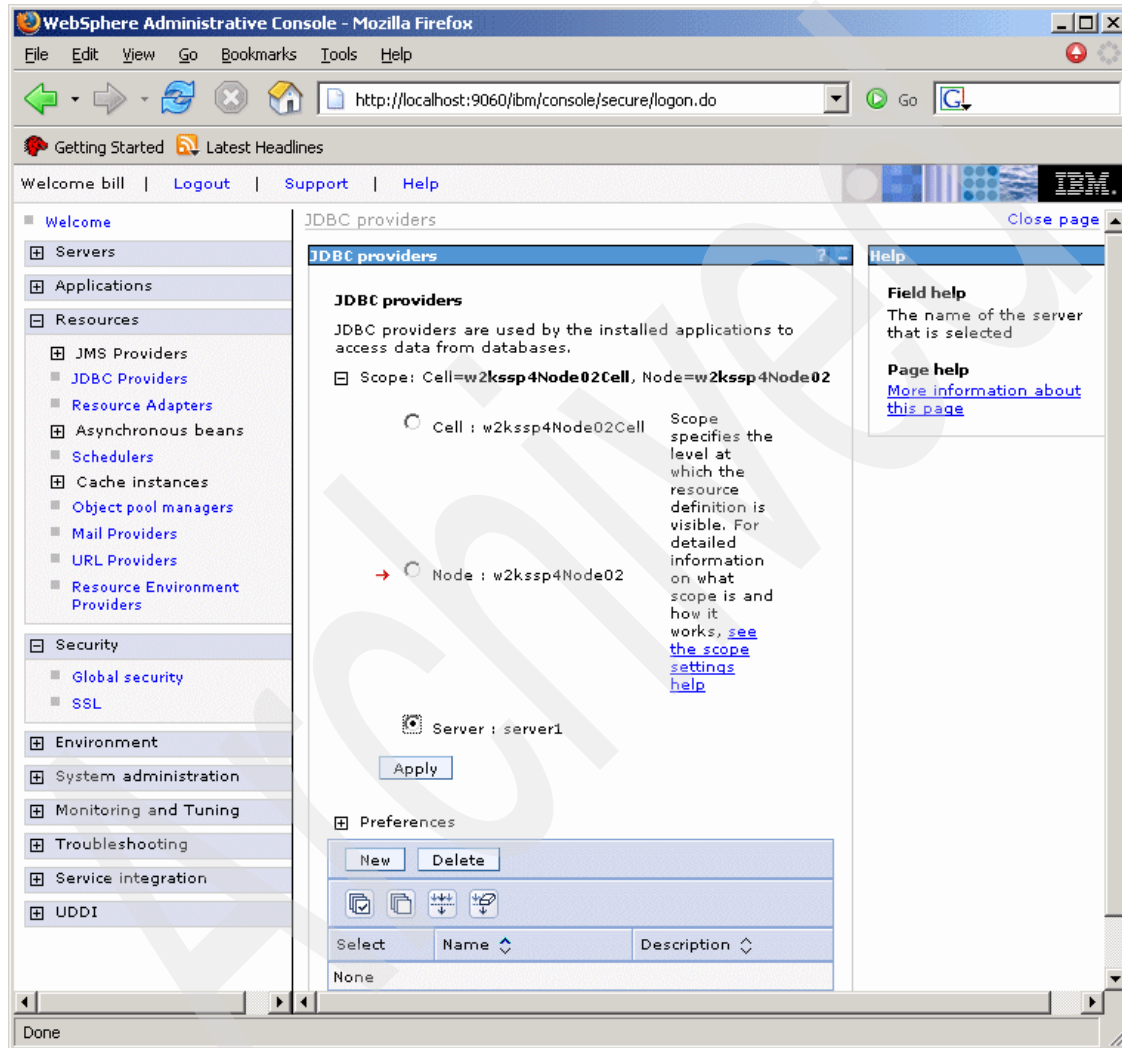 WebSphere Administrative Console - Mozilla Firefox
File Edit View Go Bookmarks Tools Help
http://localhost:9060/ibm/console/secure/logon.do Go G
Getting Started Latest Headlines
Welcome bill | Logout | Support | Help IBM.
Welcome
Servers
Applications
Resources
JMS Providers
JDBC Providers
Resource Adapters
Asynchronous beans
Schedulers
Cache instances
Object pool managers
Mail Providers
URL Providers
Resource Environment
Providers
Security
Global security
SSL
Environment
System administration
Monitoring and Tuning
Troubleshooting
Service integration
UDDI
JDBC providers Close page
JDBC providers ? -
JDBC providers
JDBC providers are used by the installed applications to
access data from databases.
Scope: Cell=w2kssp4Node02Cell, Node=w2kssp4Node02
Cell : w2kssp4Node02Cell
Scope
specifies the
level at
which the
resource
definition is
visible. For
detailed
information
on what
scope is and
how it
works, see
the scope
settings
help
Node : w2kssp4Node02
Server : server1
Apply
Preferences
New Delete
Select Name Description
None
Help
Field help
The name of the server
that is selected
Page help
More information about
this page
Done
Archived